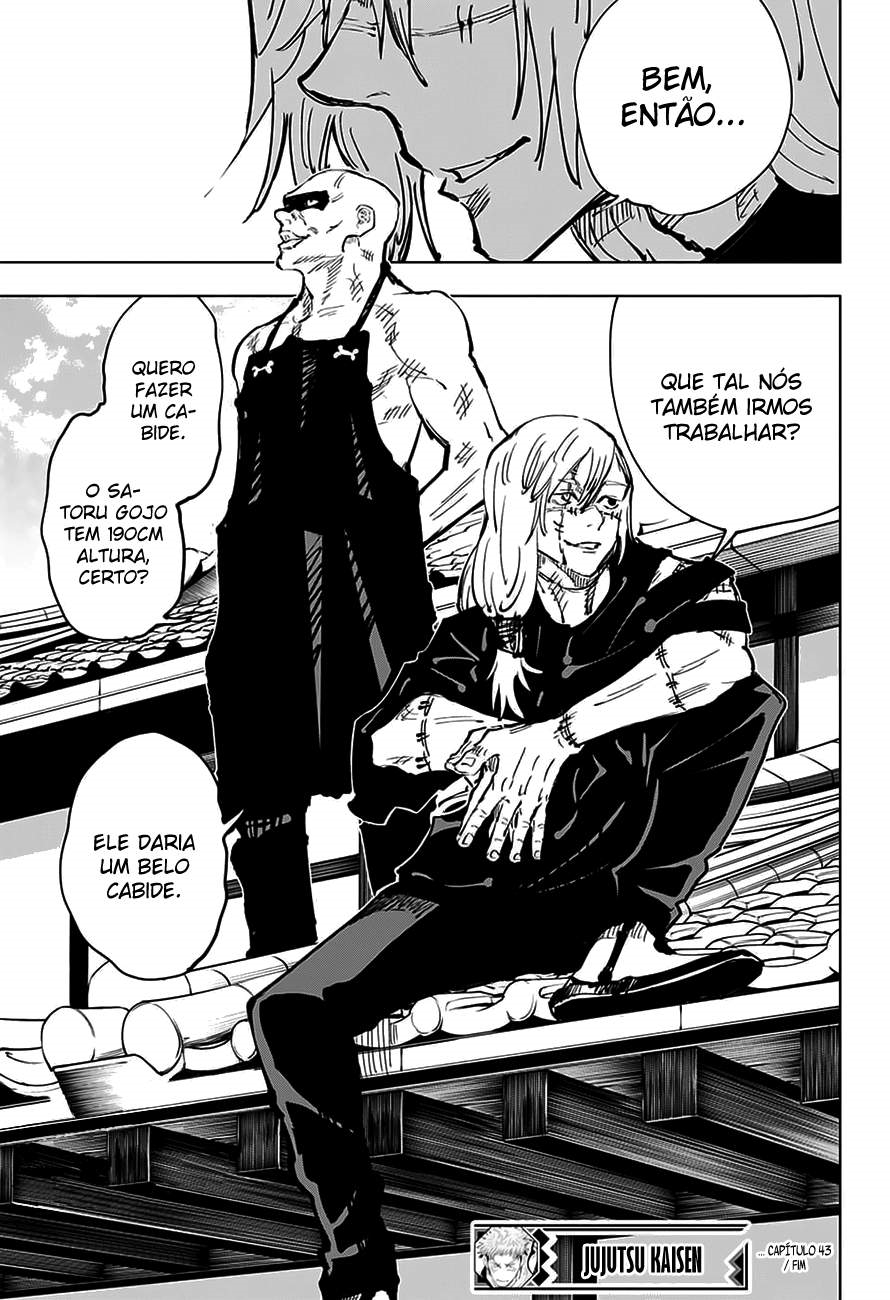 BEM,
ENTÃO...
QUE TAL NÓS
TAMBÉM IRMOS
TRABALHAR?
QUERO
FAZER
UM CA-
BIDE.
O SA-
TORU GOJO
TEM 190CM
ALTURA,
CERTO?
ELE DARIA
UM BELO
CABIDE.
JUJUTSU KAISEN
... CAPÍTULO 43
/ FIM